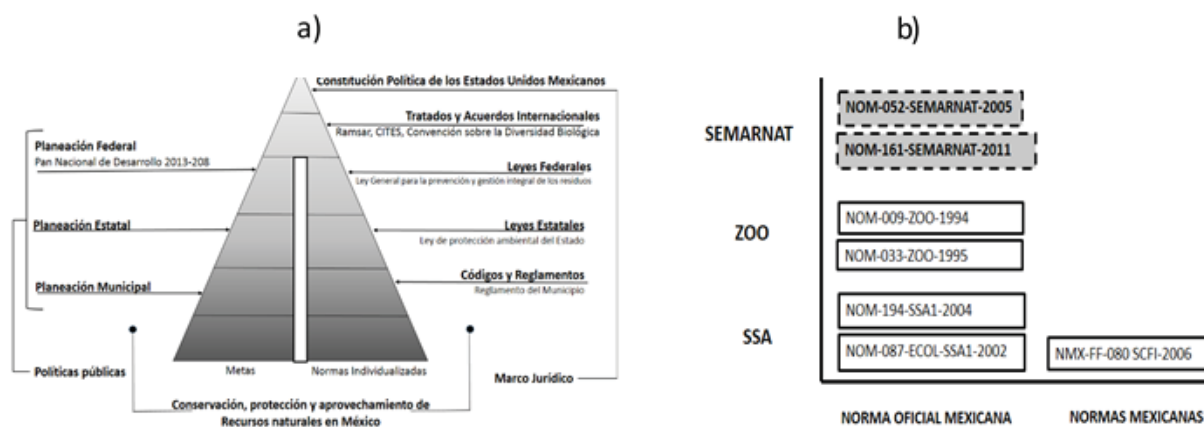 a)
Constitución Política de los Estados Unidos Mexicanos
Tratados y Acuerdos Internacionales
Ramsar, CITES, Convención sobre la Diversidad Biológica
Planeación Federal
Pan Nacional de Desarrollo 2013-208
Leyes Federales
Ley General para la prevención y gestión integral de los residuos
Planeación Estatal
Leyes Estatales
Ley de protección ambiental del Estado
Planeación Municipal
Códigos y Reglamentos
Reglamento del Municipio
Políticas públicas
Metas
Normas Individualizadas
Marco Jurídico
Conservación, protección y aprovechamiento de
Recursos naturales en México
b)
SEMARNAT
NOM-052-SEMARNAT-2005
NOM-161-SEMARNAT-2011
ZOO
NOM-009-ZOO-1994
NOM-033-ZOO-1995
SSA
NOM-194-SSA1-2004
NOM-087-ECOL-SSA1-2002
NMX-FF-080 SCFI-2006
NORMA OFICIAL MEXICANA
NORMAS MEXICANAS